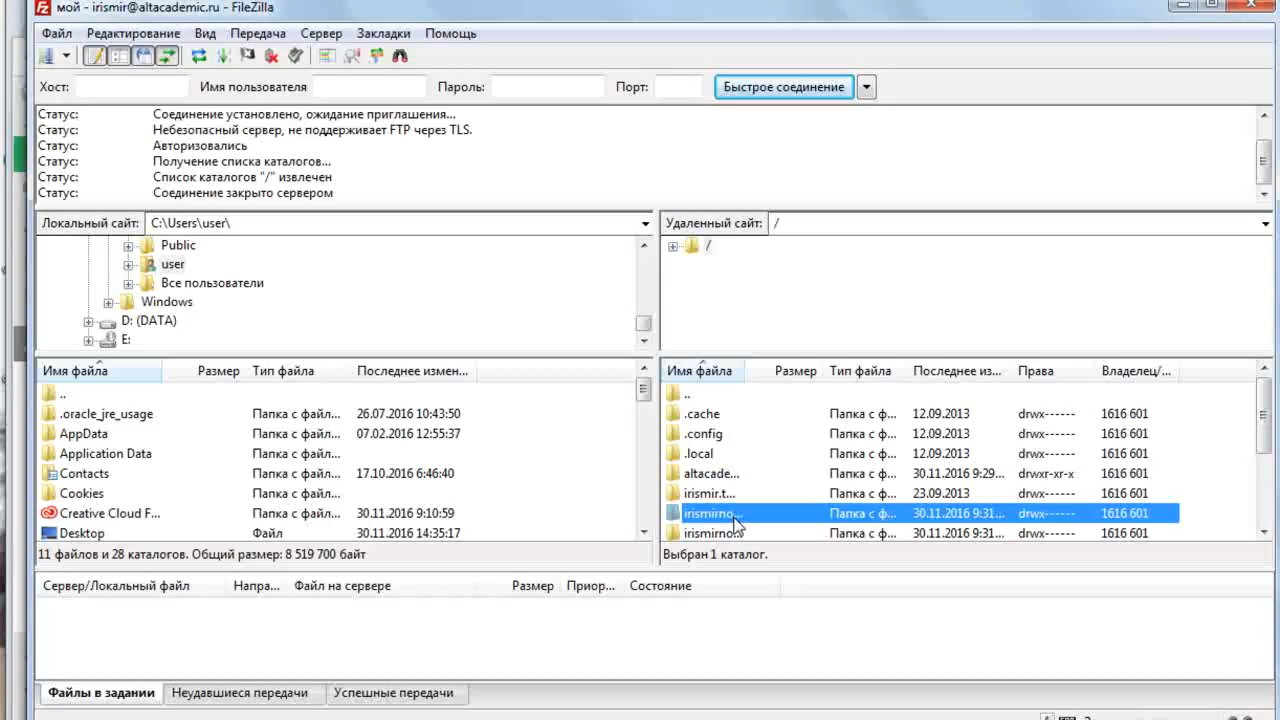 мой - irismir@altacademic.ru - FileZilla
Файл Редактирование Вид Передача Сервер Закладки Помощь
Хост: Имя пользователя Пароль: Порт: Быстрое соединение
Статус: Соединение установлено, ожидание приглашения...
Статус: Небезопасный сервер, не поддерживает FTP через TLS.
Статус: Авторизовались
Статус: Получение списка каталогов...
Статус: Список каталогов "/" извлечен
Статус: Соединение закрыто сервером
Локальный сайт: C:\Users\user\
Public
user
Все пользователи
Windows
D: (DATA)
E:
Имя файла Размер Тип файла Последнее измен...
..
.oracle_jre_usage Папка с файл... 26.07.2016 10:43:50
AppData Папка с файл... 07.02.2016 12:55:37
Application Data Папка с файл...
Contacts Папка с файл... 17.10.2016 6:46:40
Cookies Папка с файл...
Creative Cloud F... Папка с файл... 30.11.2016 9:10:59
Desktop Файл 30.11.2016 14:35:17
11 файлов и 28 каталогов. Общий размер: 8 519 700 байт
Удаленный сайт: /
/
Имя файла Размер Тип файла Последнее из... Права Владелец/...
..
.cache Папка с ф... 12.09.2013 drwx------ 1616 601
.config Папка с ф... 12.09.2013 drwx------ 1616 601
.local Папка с ф... 12.09.2013 drwx------ 1616 601
altacade... Папка с ф... 30.11.2016 9:29... drwxr-xr-x 1616 601
irismir.t... Папка с ф... 23.09.2013 drwx------ 1616 601
irismirno... Папка с ф... 30.11.2016 9:31... drwx------ 1616 601
irismirno... Папка с ф... 30.11.2016 9:31... drwx------ 1616 601
Выбран 1 каталог.
Сервер/Локальный файл Напра... Файл на сервере Размер Приор... Состояние
Файлы в задании Неудавшиеся передачи Успешные передачи